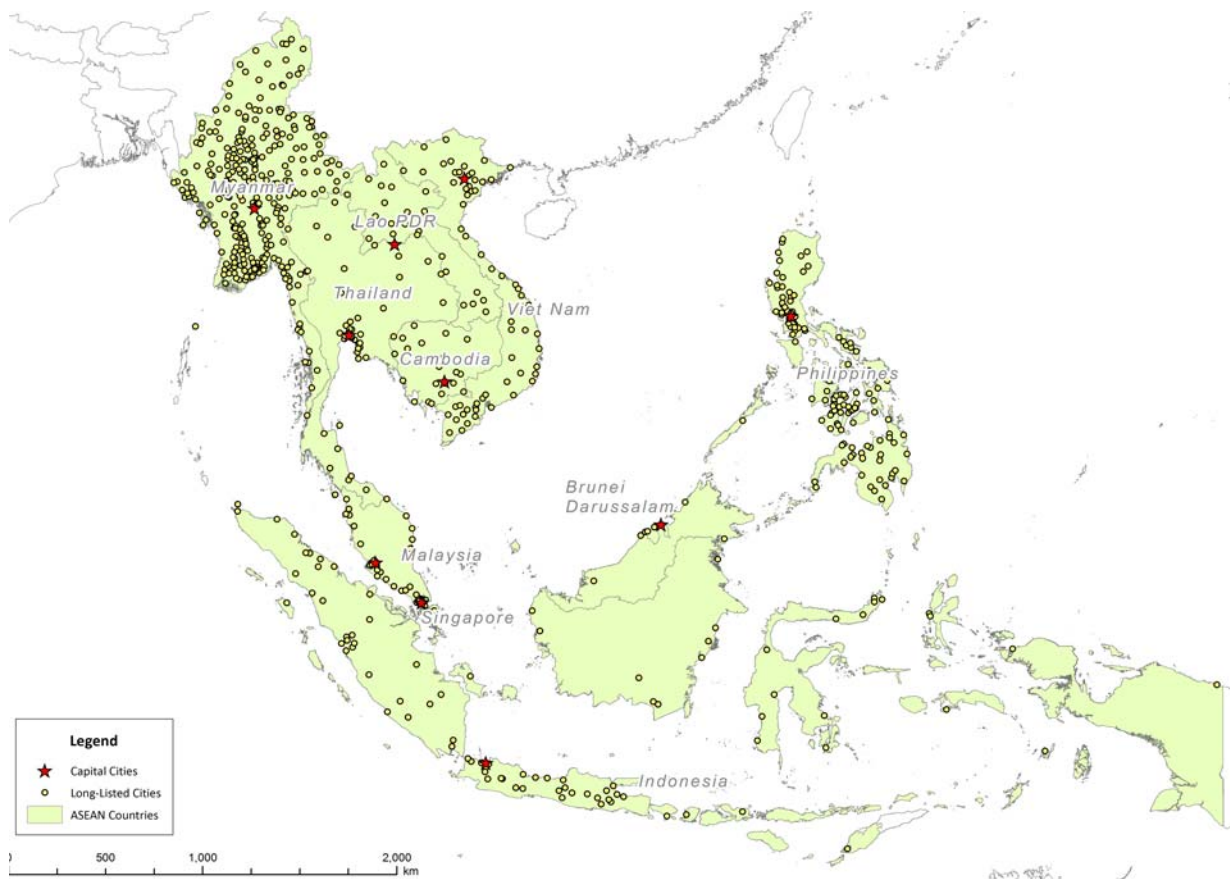 Myanmar
Lao PDR
Thailand
Viet Nam
Cambodia
Philippines
Brunei
Darussalam
Malaysia
Singapore
Indonesia
Legend
Capital Cities
Long-Listed Cities
ASEAN Countries
0 500 1,000 2,000
km